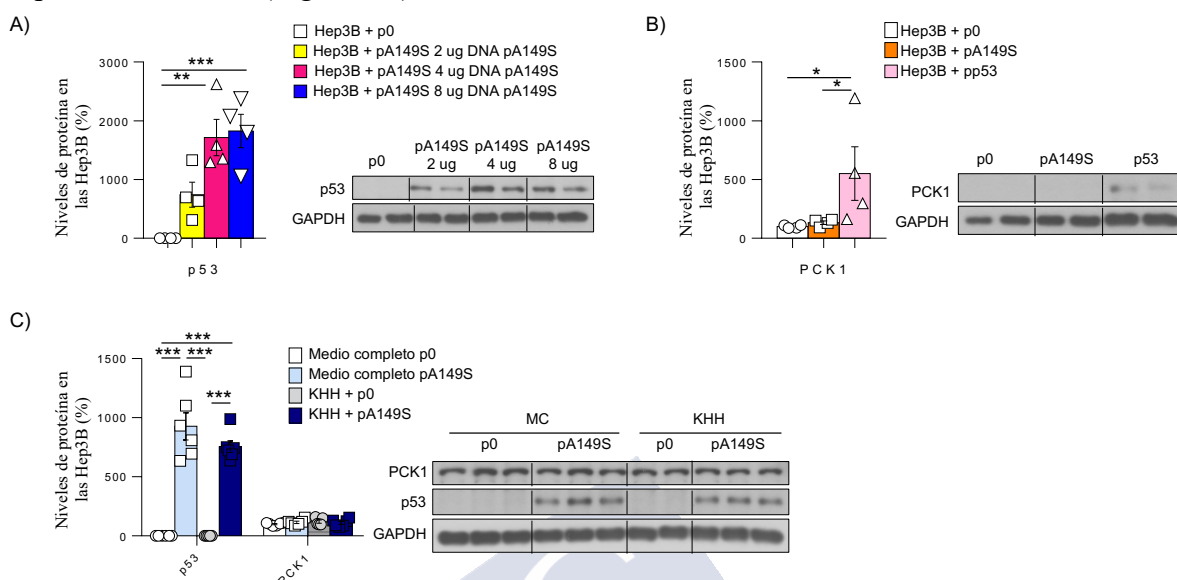 A)
Hep3B + p0
Hep3B + pA149S 2 ug DNA pA149S
Hep3B + pA149S 4 ug DNA pA149S
Hep3B + pA149S 8 ug DNA pA149S
Niveles de proteína en
las Hep3B (%)
3000
2000
1000
0
***
**
p53
p0
pA149S
2 ug
pA149S
4 ug
pA149S
8 ug
p53
GAPDH
B)
Hep3B + p0
Hep3B + pA149S
Hep3B + pp53
Niveles de proteína en
las Hep3B (%)
1500
1000
500
0
*
*
PCK1
p0
pA149S
p53
PCK1
GAPDH
C)
Medio completo p0
Medio completo pA149S
KHH + p0
KHH + pA149S
Niveles de proteína en
las Hep3B (%)
1500
1000
500
0
***
*** ***
***
p53
PCK1
MC
KHH
p0
pA149S
p0
pA149S
PCK1
p53
GAPDH